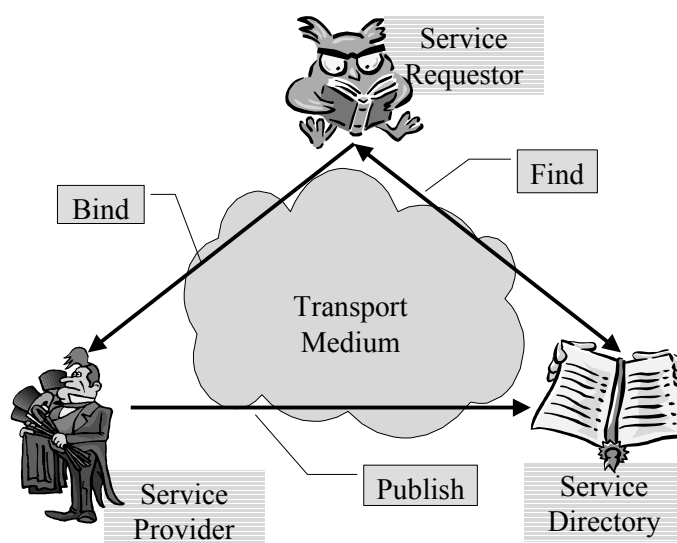 Service
Requestor
Find
Bind
Transport
Medium
Publish
Service
Provider
Service
Directory